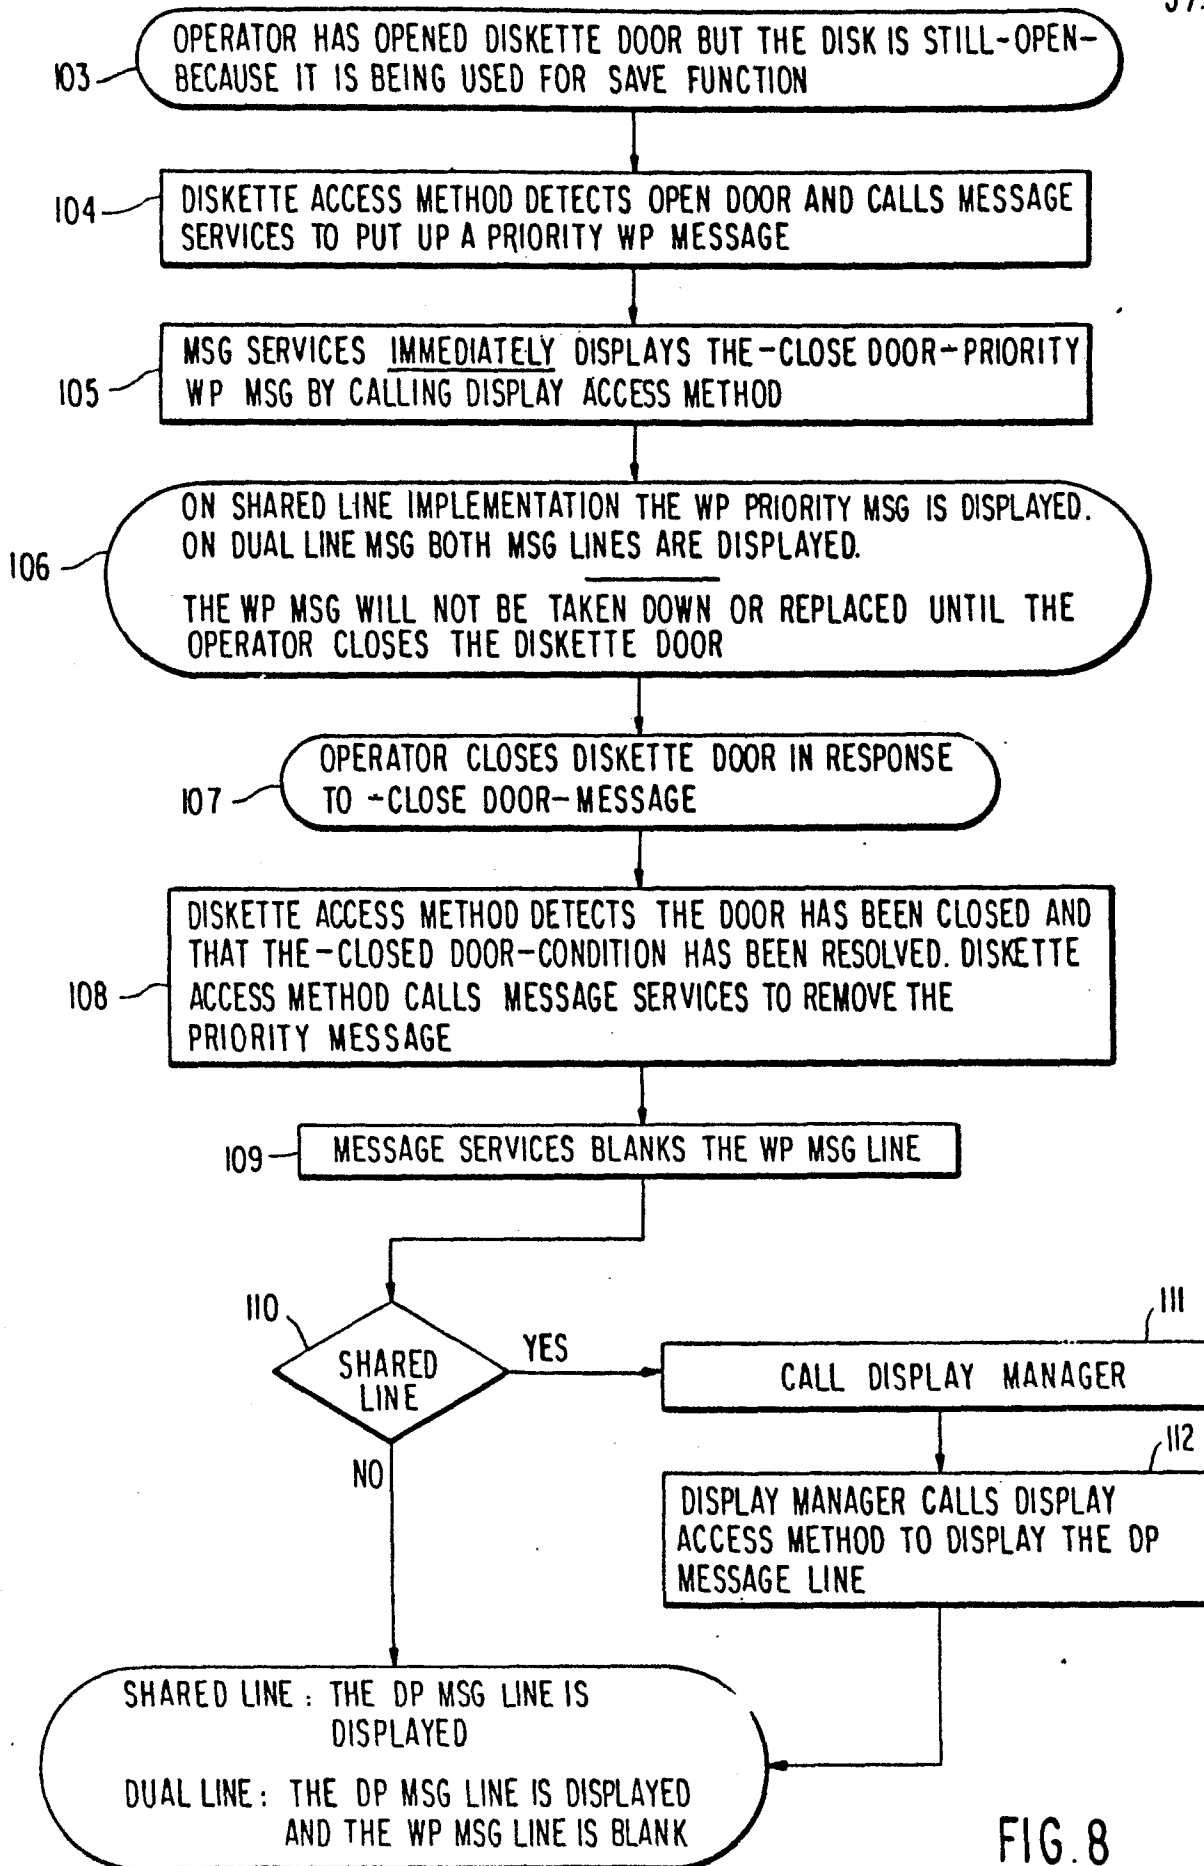 OPERATOR HAS OPENED DISKETTE DOOR BUT THE DISK IS STILL-OPEN-
BECAUSE IT IS BEING USED FOR SAVE FUNCTION
103
104
DISKETTE ACCESS METHOD DETECTS OPEN DOOR AND CALLS MESSAGE
SERVICES TO PUT UP A PRIORITY WP MESSAGE
105
MSG SERVICES IMMEDIATELY DISPLAYS THE-CLOSE DOOR-PRIORITY
WP MSG BY CALLING DISPLAY ACCESS METHOD
106
ON SHARED LINE IMPLEMENTATION THE WP PRIORITY MSG IS DISPLAYED.
ON DUAL LINE MSG BOTH MSG LINES ARE DISPLAYED.
THE WP MSG WILL NOT BE TAKEN DOWN OR REPLACED UNTIL THE
OPERATOR CLOSES THE DISKETTE DOOR
107
OPERATOR CLOSES DISKETTE DOOR IN RESPONSE
TO -CLOSE DOOR-MESSAGE
108
DISKETTE ACCESS METHOD DETECTS THE DOOR HAS BEEN CLOSED AND
THAT THE-CLOSED DOOR-CONDITION HAS BEEN RESOLVED. DISKETTE
ACCESS METHOD CALLS MESSAGE SERVICES TO REMOVE THE
PRIORITY MESSAGE
109
MESSAGE SERVICES BLANKS THE WP MSG LINE
110
SHARED
LINE
YES
NO
111
CALL DISPLAY MANAGER
112
DISPLAY MANAGER CALLS DISPLAY
ACCESS METHOD TO DISPLAY THE DP
MESSAGE LINE
SHARED LINE : THE DP MSG LINE IS
DISPLAYED
DUAL LINE : THE DP MSG LINE IS DISPLAYED
AND THE WP MSG LINE IS BLANK
FIG. 8